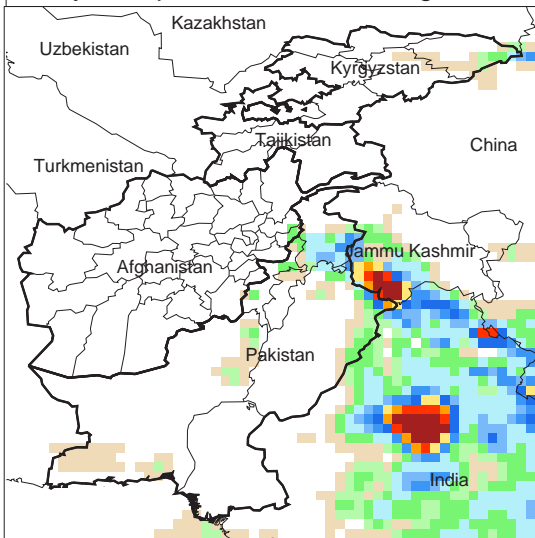 Kazakhstan
Uzbekistan
Kyrgyzstan
Tajikistan
China
Turkmenistan
Jammu Kashmir
Afghanistan
Pakistan
India